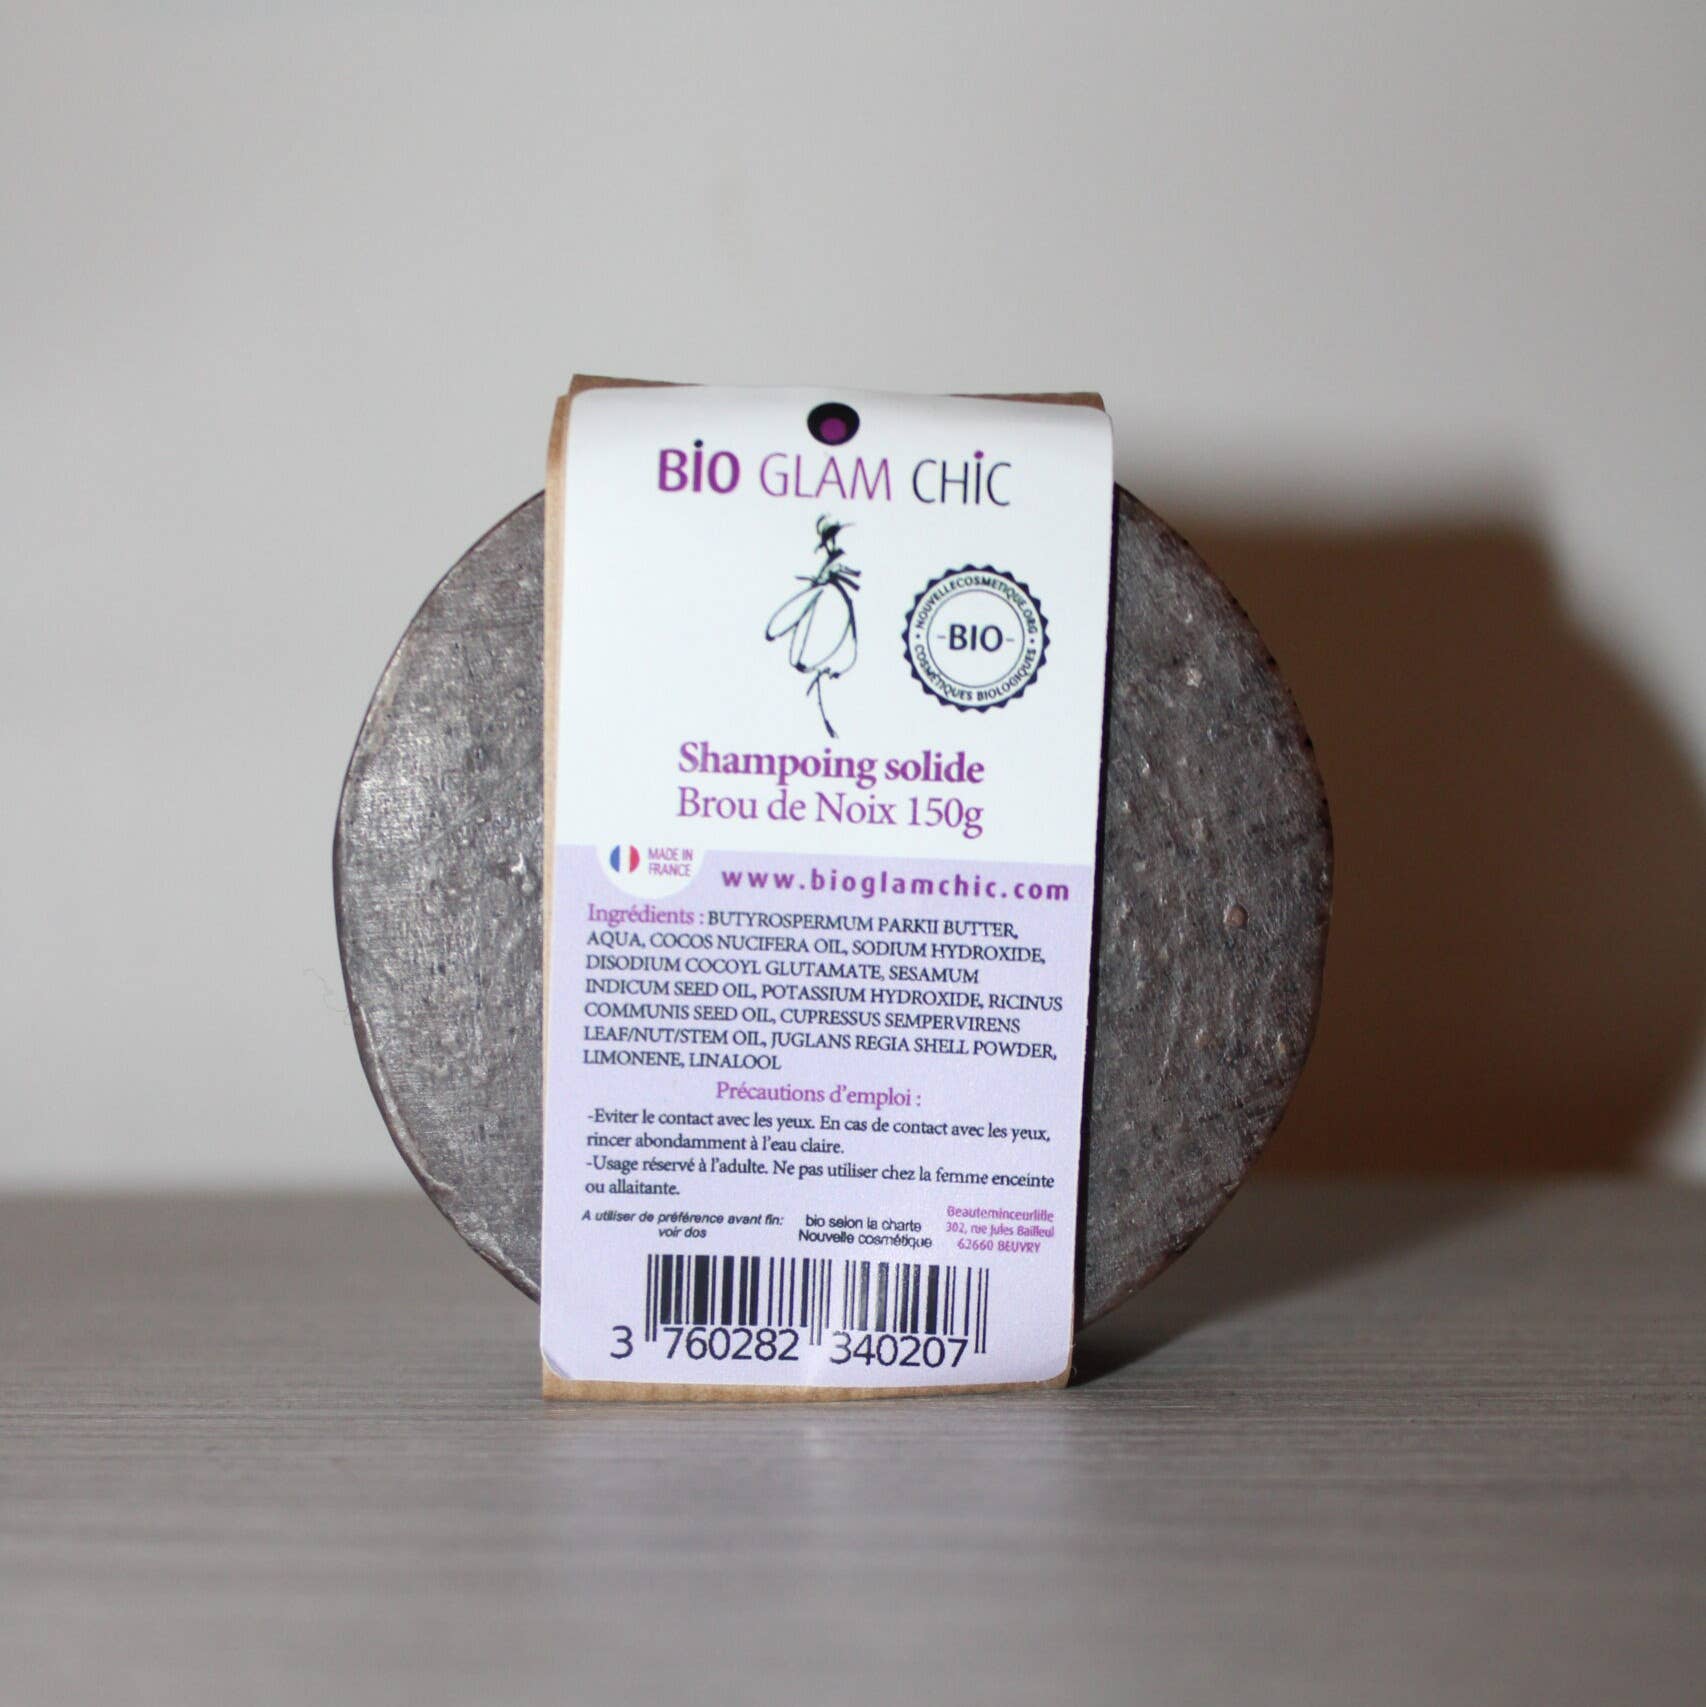 BiO GLAM CHiC
NOUVELLECOSMETIQUE.ORG
-BIO-
• COSMÉTIQUES BIOLOGIQUES •
Shampoing solide
Brou de Noix 150g
MADE IN
FRANCE
www.bioglamchic.com
Ingrédients : BUTYROSPERMUM PARKII BUTTER,
AQUA, COCOS NUCIFERA OIL, SODIUM HYDROXIDE,
DISODIUM COCOYL GLUTAMATE, SESAMUM
INDICUM SEED OIL, POTASSIUM HYDROXIDE, RICINUS
COMMUNIS SEED OIL, CUPRESSUS SEMPERVIRENS
LEAF/NUT/STEM OIL, JUGLANS REGIA SHELL POWDER,
LIMONENE, LINALOOL
Précautions d'emploi :
-Eviter le contact avec les yeux. En cas de contact avec les yeux,
rincer abondamment à l'eau claire.
-Usage réservé à l'adulte. Ne pas utiliser chez la femme enceinte
ou allaitante.
A utiliser de préférence avant fin:
voir dos
bio selon la charte
Nouvelle cosmétique
Beauteminceurlille
302, rue Jules Bailleul
62660 BEUVRY
3 760282 340207